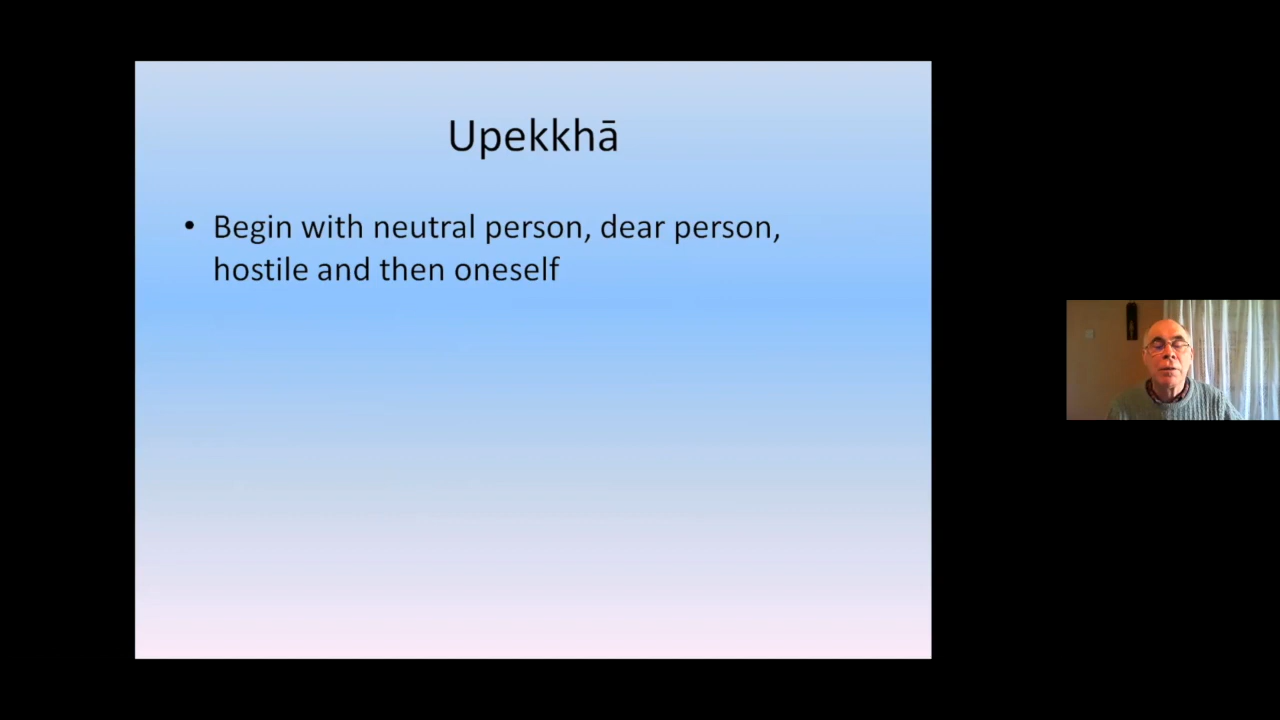 Upekkhā
• Begin with neutral person, dear person,
hostile and then oneself